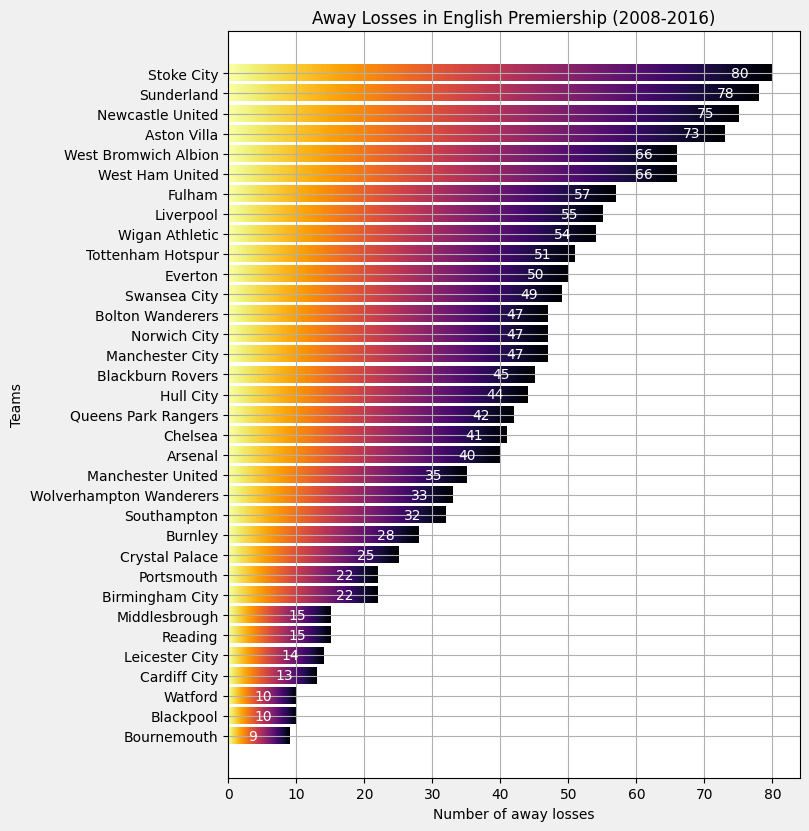 Away Losses in English Premiership (2008-2016)
Teams
Stoke City 80
Sunderland 78
Newcastle United 75
Aston Villa 73
West Bromwich Albion 66
West Ham United 66
Fulham 57
Liverpool 55
Wigan Athletic 54
Tottenham Hotspur 51
Everton 50
Swansea City 49
Bolton Wanderers 47
Norwich City 47
Manchester City 47
Blackburn Rovers 45
Hull City 44
Queens Park Rangers 42
Chelsea 41
Arsenal 40
Manchester United 35
Wolverhampton Wanderers 33
Southampton 32
Burnley 28
Crystal Palace 25
Portsmouth 22
Birmingham City 22
Middlesbrough 15
Reading 15
Leicester City 14
Cardiff City 13
Watford 10
Blackpool 10
Bournemouth 9
0 10 20 30 40 50 60 70 80
Number of away losses